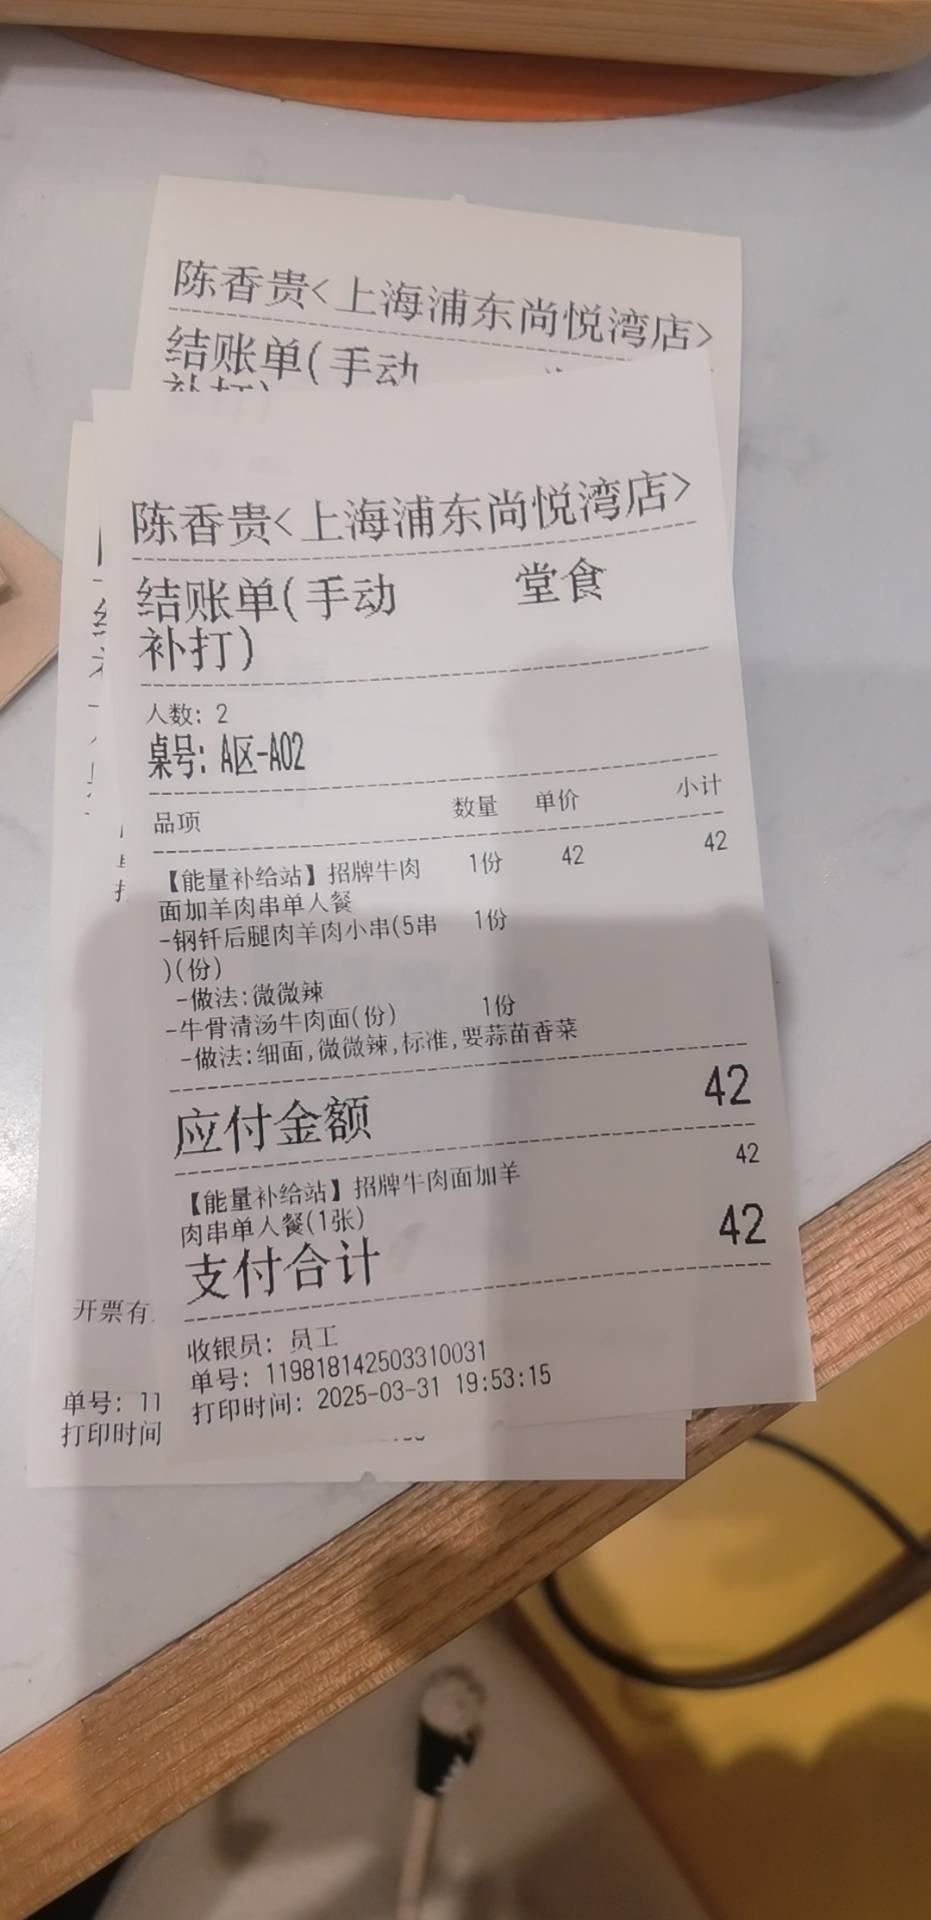 陈香贵<上海浦东尚悦湾店>
结账单(手动
陈香贵<上海浦东尚悦湾店>
结账单(手动 堂食
补打)
人数: 2
桌号: A区-A02
品项 数量 单价 小计
【能量补给站】招牌牛肉 1份 42 42
面加羊肉串单人餐
-钢钎后腿肉羊肉小串(5串 1份
)(份)
-做法:微微辣
-牛骨清汤牛肉面(份) 1份
-做法:细面,微微辣,标准,要蒜苗香菜
应付金额 42
【能量补给站】招牌牛肉面加羊 42
肉串单人餐(1张)
支付合计 42
收银员: 员工
单号: 119818142503310031
打印时间: 2025-03-31 19:53:15
开票有
单号: 11
打印时间